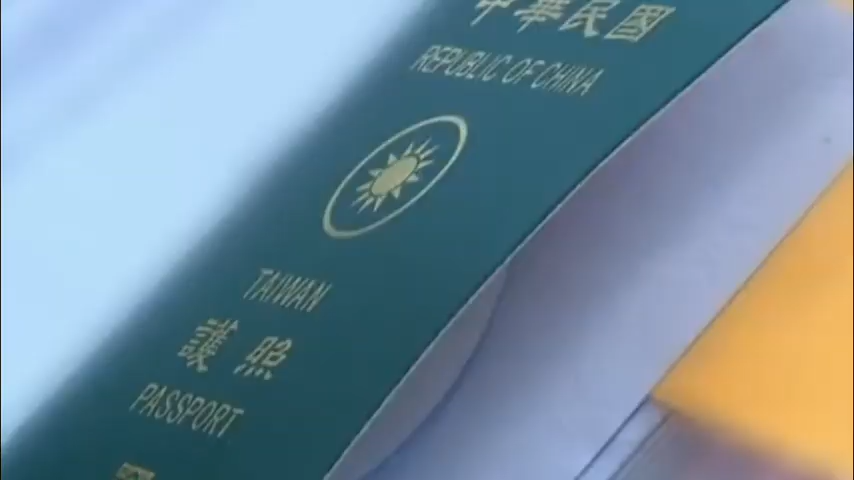 中華民國
REPUBLIC OF CHINA
TAIWAN
護照
PASSPORT